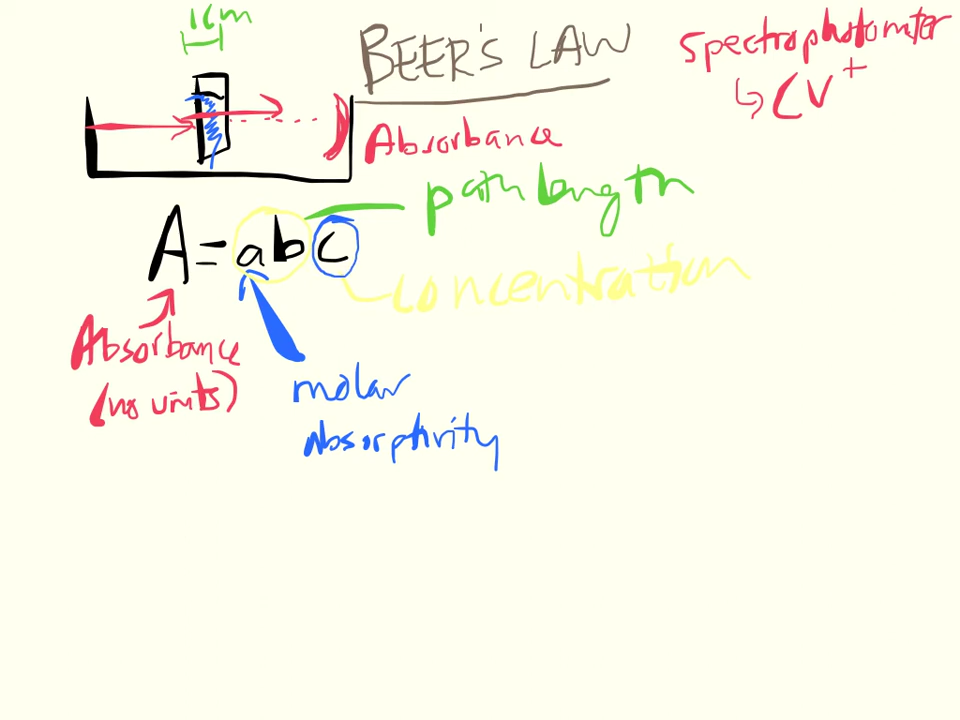 1cm
BEER'S LAW
Spectrophotometer
↳ CV+
Absorbance
path length
A = abc
concentration
Absorbance
(no units)
molar
absorptivity